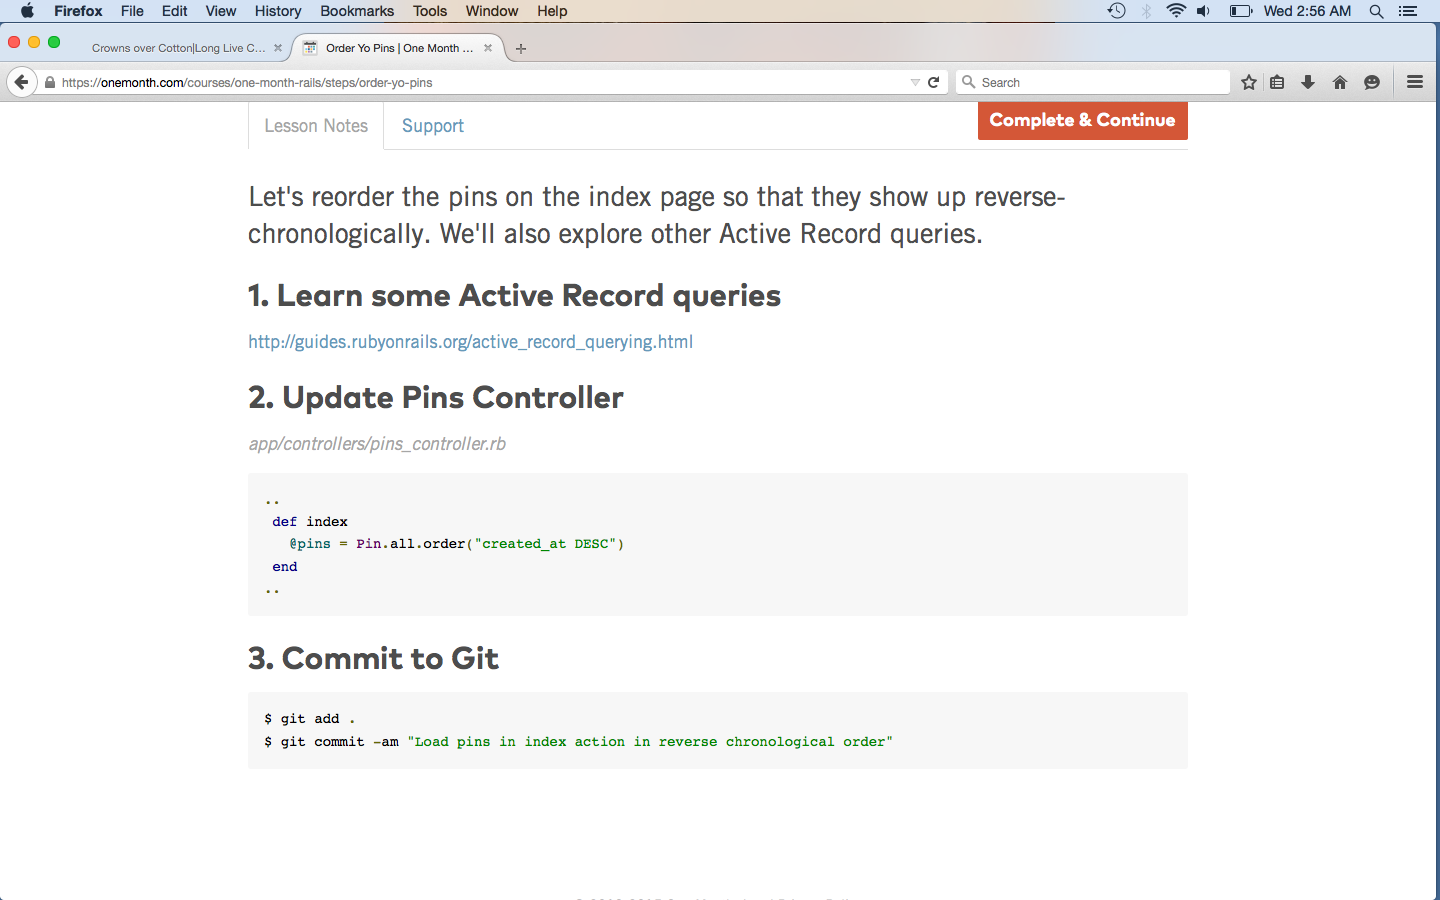 Firefox File Edit View History Bookmarks Tools Window Help Wed 2:56 AM
Crowns over Cotton|Long Live C... Order Yo Pins | One Month ...
https://onemonth.com/courses/one-month-rails/steps/order-yo-pins Search
Lesson Notes Support Complete & Continue
Let's reorder the pins on the index page so that they show up reverse-
chronologically. We'll also explore other Active Record queries.
1. Learn some Active Record queries
http://guides.rubyonrails.org/active_record_querying.html
2. Update Pins Controller
app/controllers/pins_controller.rb
..
def index
@pins = Pin.all.order("created_at DESC")
end
..
3. Commit to Git
$ git add .
$ git commit -am "Load pins in index action in reverse chronological order"